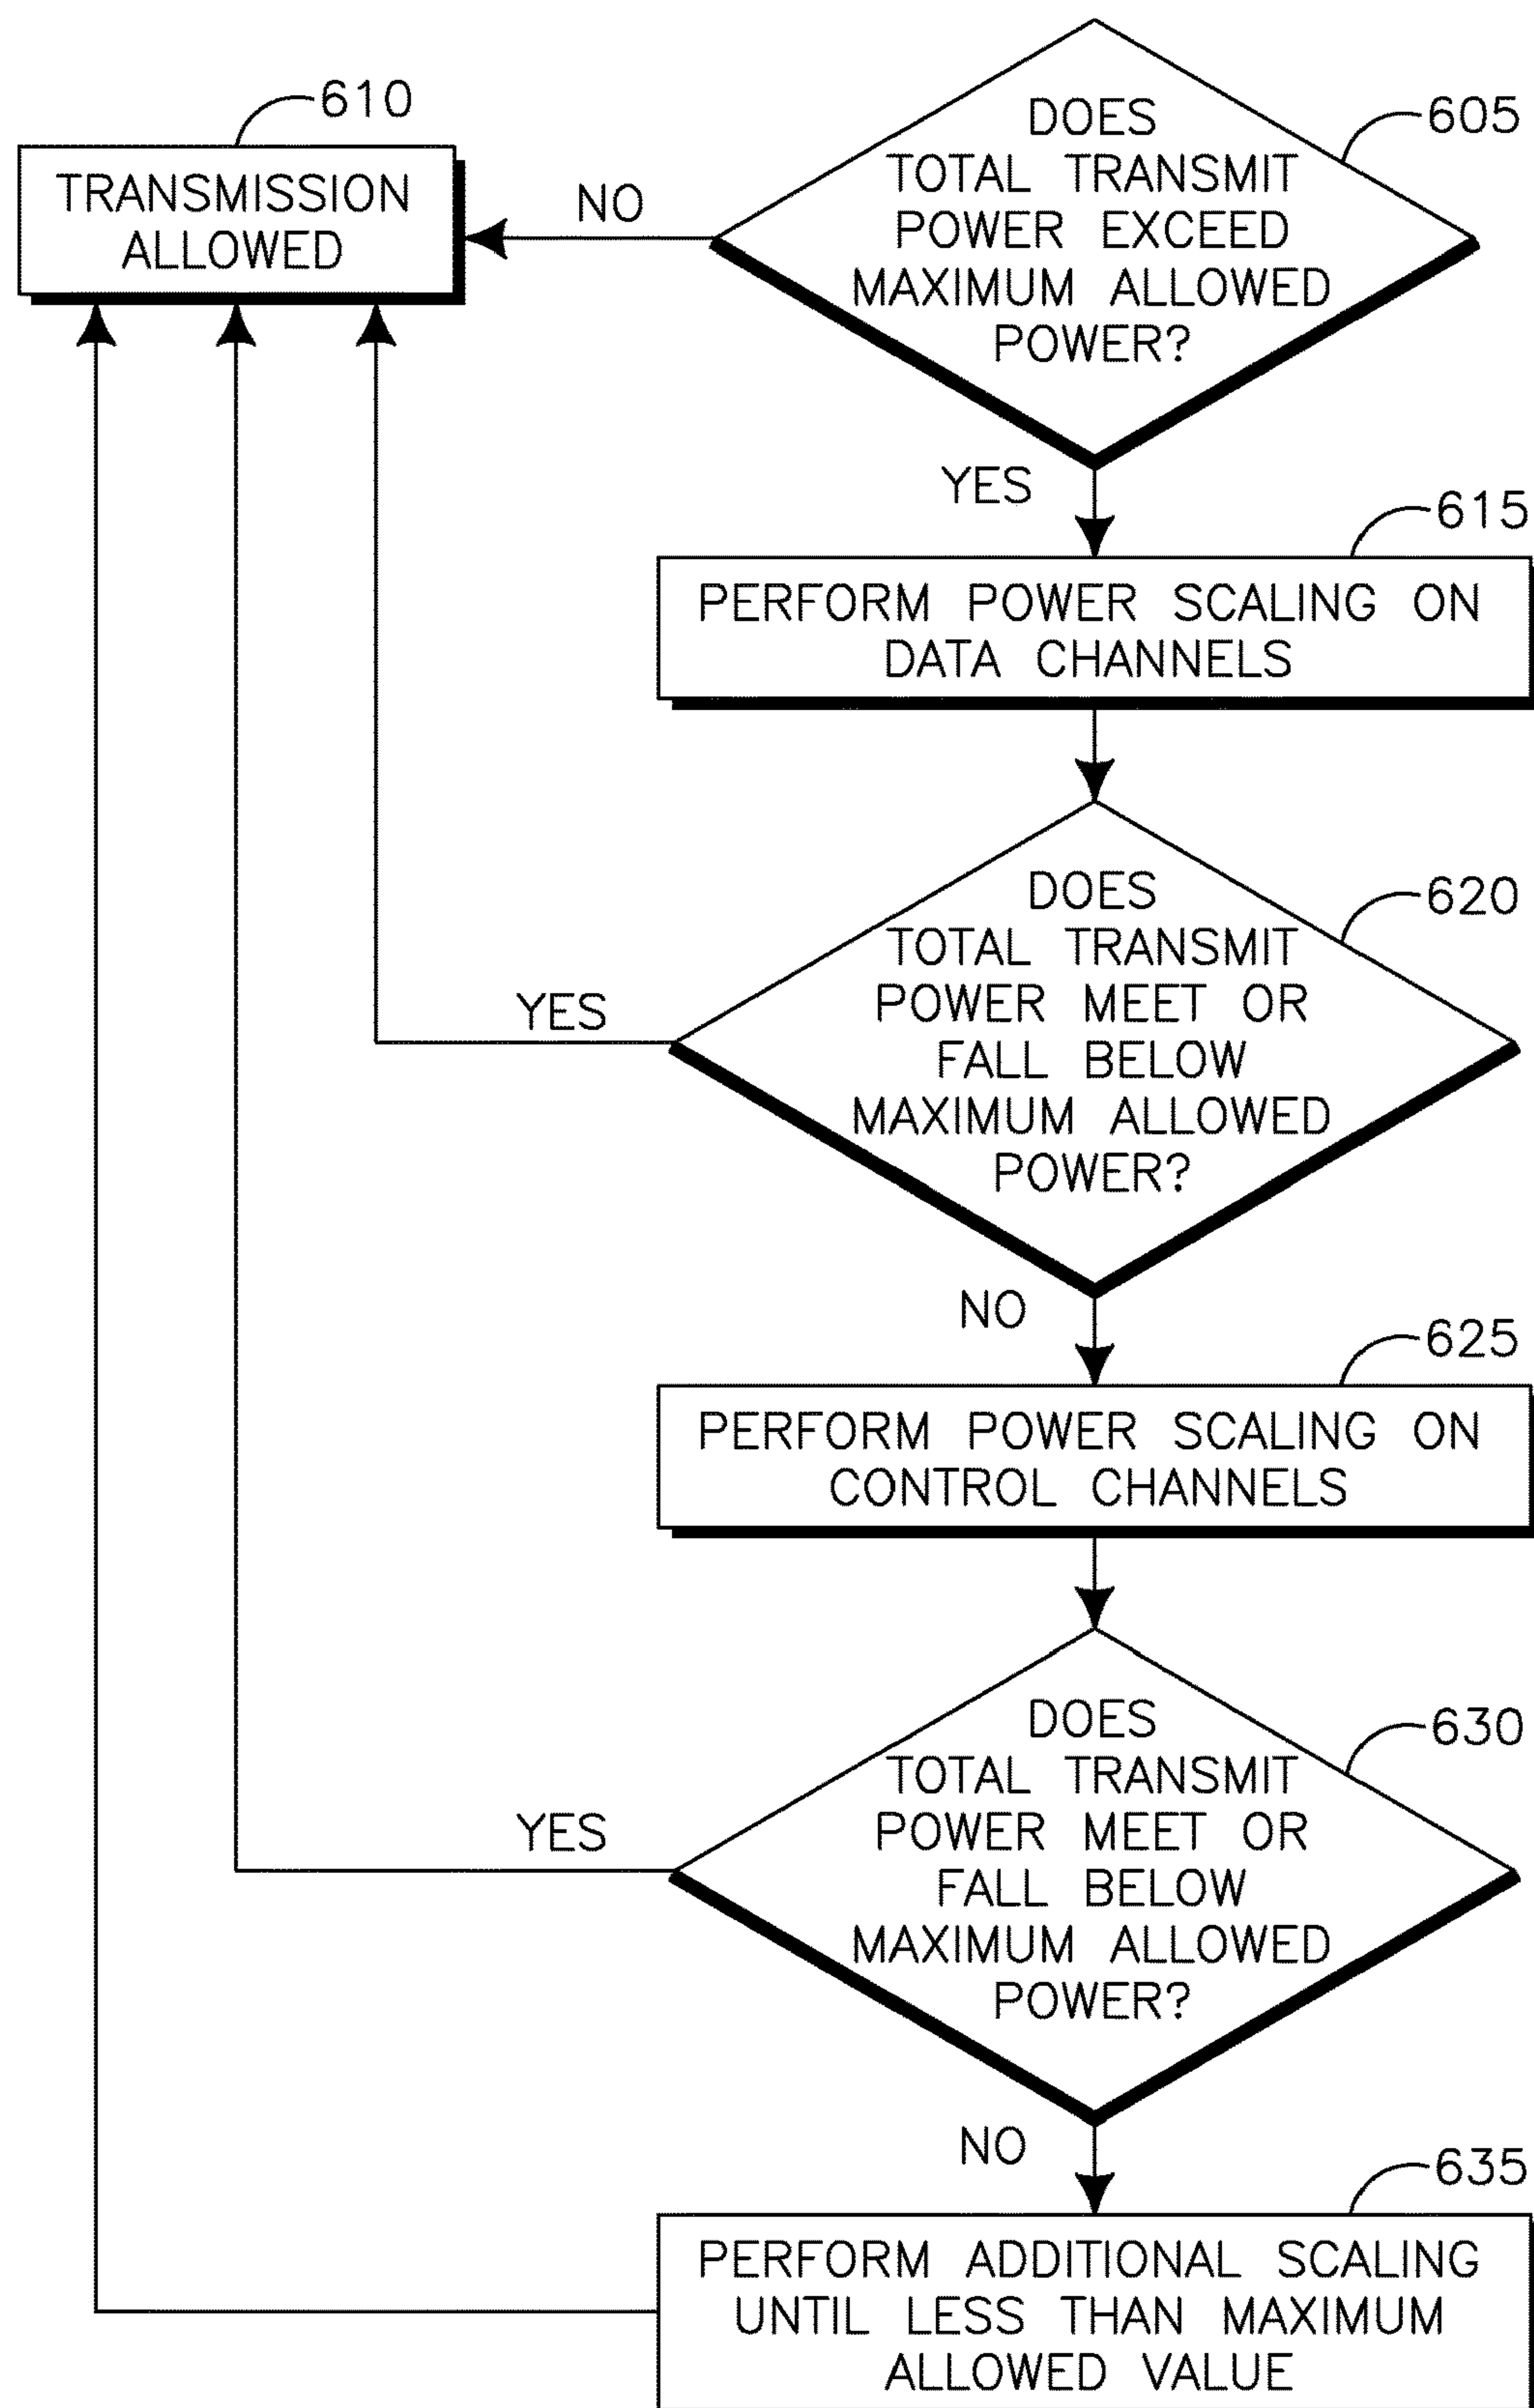 610
TRANSMISSION
ALLOWED
NO
DOES
TOTAL TRANSMIT
POWER EXCEED
MAXIMUM ALLOWED
POWER?
605
YES
615
PERFORM POWER SCALING ON
DATA CHANNELS
DOES
TOTAL TRANSMIT
POWER MEET OR
FALL BELOW
MAXIMUM ALLOWED
POWER?
620
YES
NO
625
PERFORM POWER SCALING ON
CONTROL CHANNELS
DOES
TOTAL TRANSMIT
POWER MEET OR
FALL BELOW
MAXIMUM ALLOWED
POWER?
630
YES
NO
635
PERFORM ADDITIONAL SCALING
UNTIL LESS THAN MAXIMUM
ALLOWED VALUE